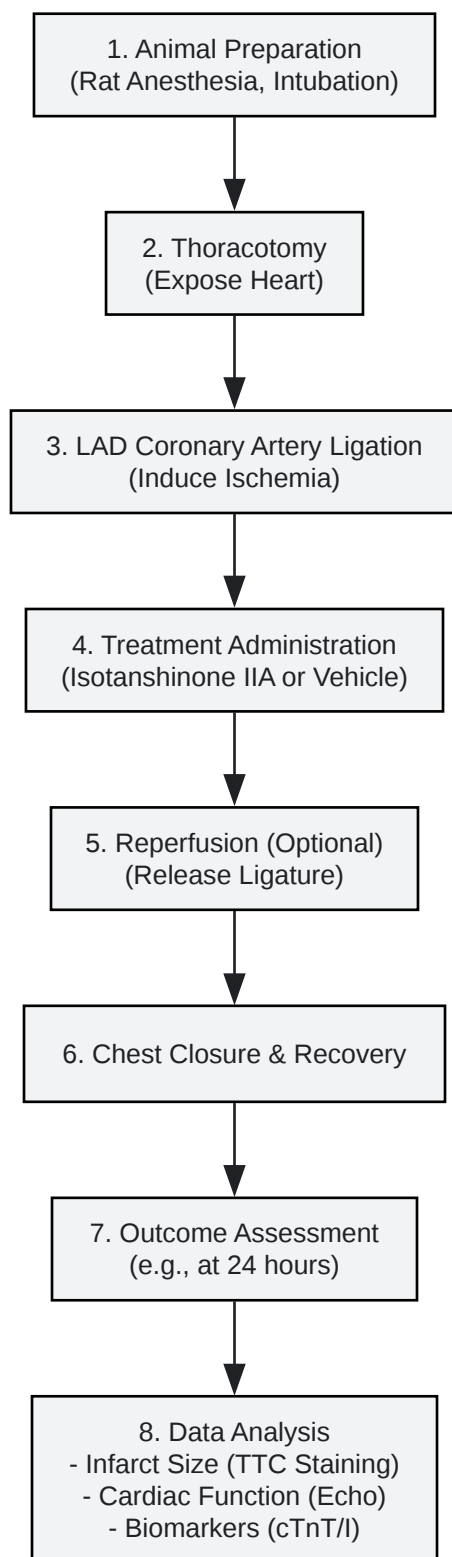 1. Animal Preparation
(Rat Anesthesia, Intubation)
2. Thoracotomy
(Expose Heart)
3. LAD Coronary Artery Ligation
(Induce Ischemia)
4. Treatment Administration
(Isotanshinone IIA or Vehicle)
5. Reperfusion (Optional)
(Release Ligature)
6. Chest Closure & Recovery
7. Outcome Assessment
(e.g., at 24 hours)
8. Data Analysis
- Infarct Size (TTC Staining)
- Cardiac Function (Echo)
- Biomarkers (cTnT/I)